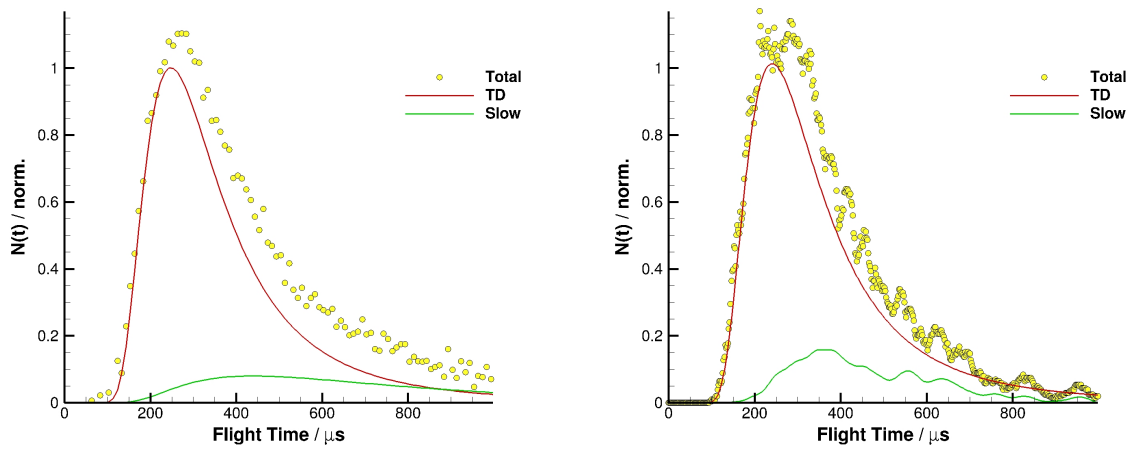 N(t) / norm.
1
0.8
0.6
0.4
0.2
0
0 200 400 600 800
Flight Time / μs
Total
TD
Slow
N(t) / norm.
1
0.8
0.6
0.4
0.2
0
0 200 400 600 800
Flight Time / μs
Total
TD
Slow